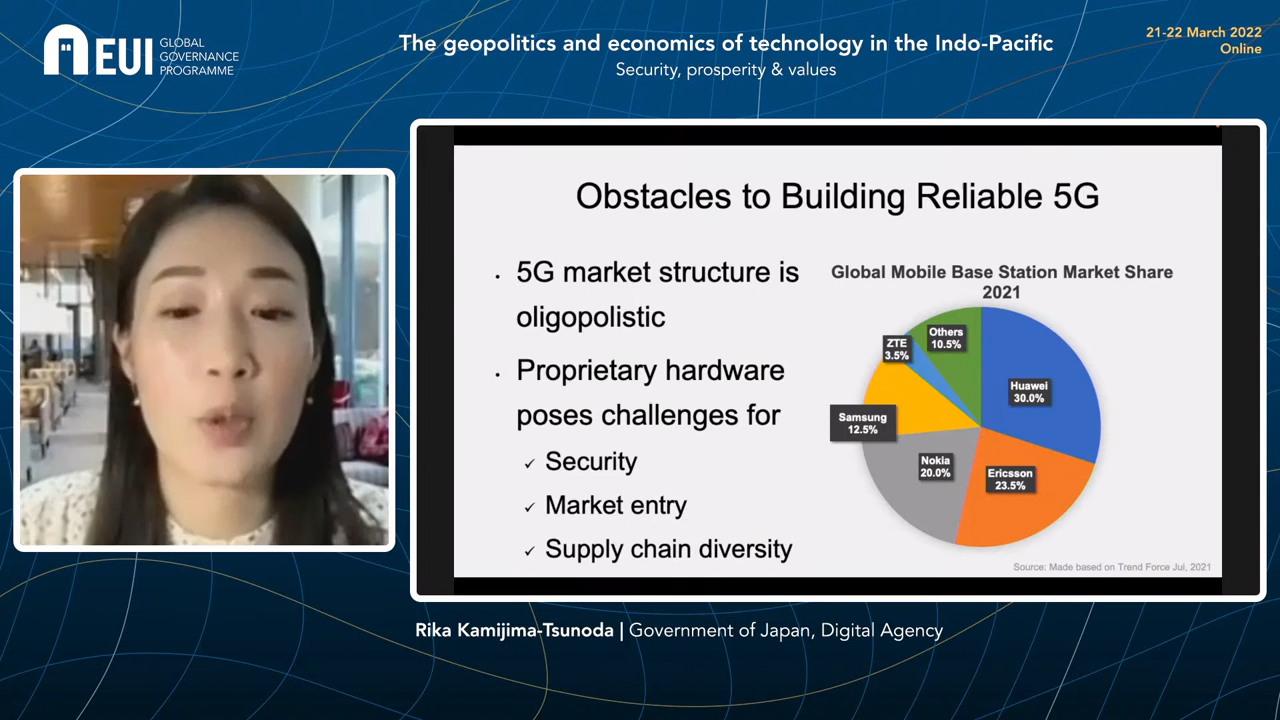 EUI
GLOBAL
GOVERNANCE
PROGRAMME
The geopolitics and economics of technology in the Indo-Pacific
Security, prosperity & values
21-22 March 2022
Online
Obstacles to Building Reliable 5G
• 5G market structure is
oligopolistic
• Proprietary hardware
poses challenges for
✓ Security
✓ Market entry
✓ Supply chain diversity
Global Mobile Base Station Market Share
2021
Others
10.5%
ZTE
3.5%
Huawei
30.0%
Samsung
12.5%
Nokia
20.0%
Ericsson
23.5%
Source: Made based on Trend Force Jul, 2021
Rika Kamijima-Tsunoda | Government of Japan, Digital Agency